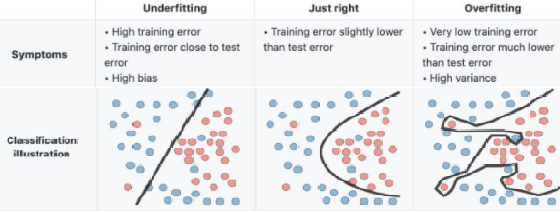 Underfitting Just right Overfitting
Symptoms
• High training error
• Training error close to test
error
• High bias
• Training error slightly lower
than test error
• Very low training error
• Training error much lower
than test error
• High variance
Classification
illustration